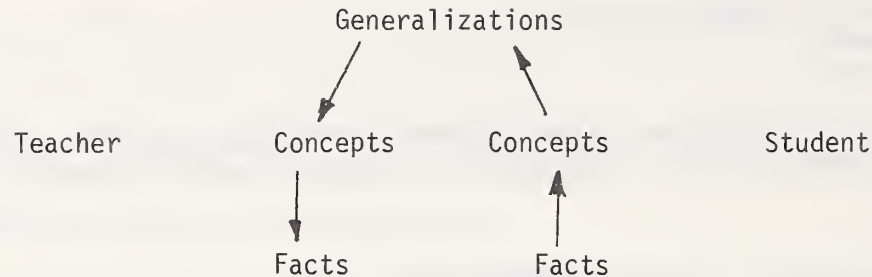 Generalizations
Teacher Concepts Concepts Student
Facts Facts